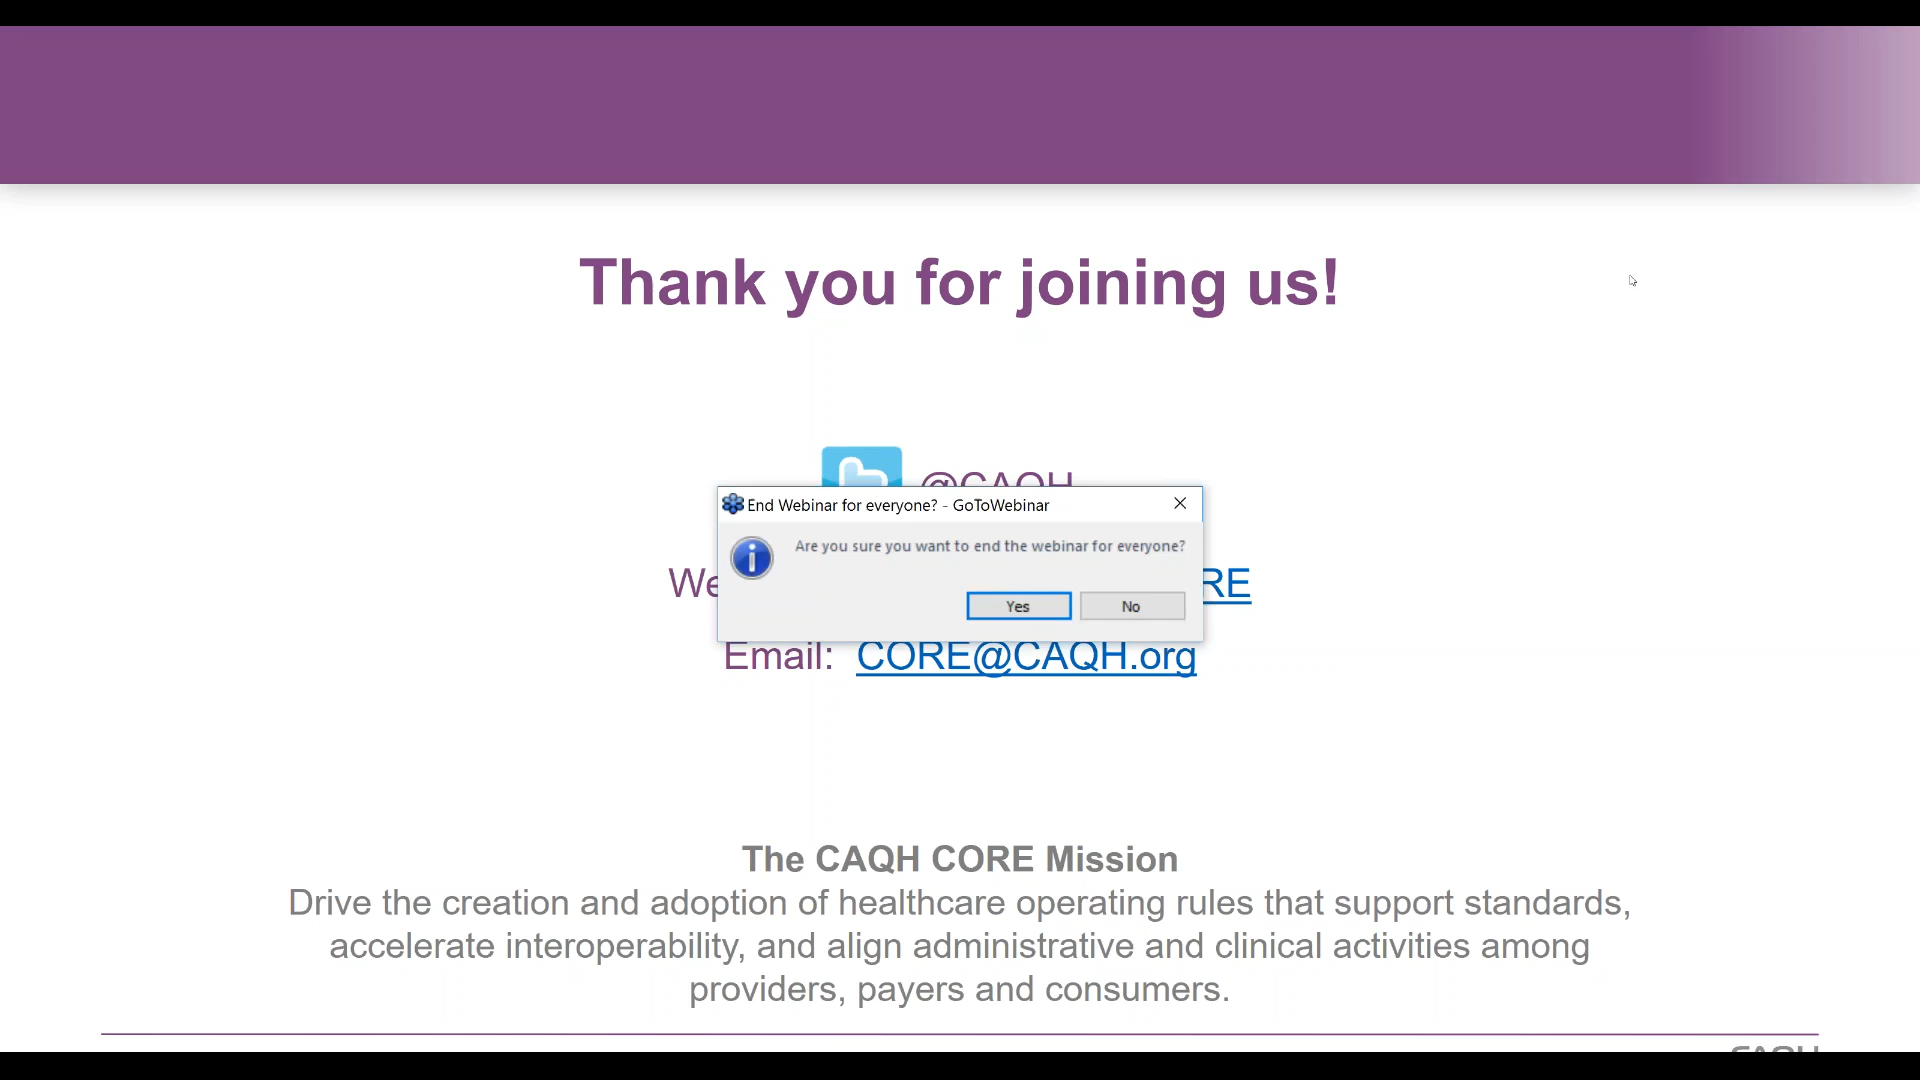 Thank you for joining us!
@CAQH
End Webinar for everyone? - GoToWebinar
Are you sure you want to end the webinar for everyone?
Yes
No
Email: CORE@CAQH.org
The CAQH CORE Mission
Drive the creation and adoption of healthcare operating rules that support standards,
accelerate interoperability, and align administrative and clinical activities among
providers, payers and consumers.